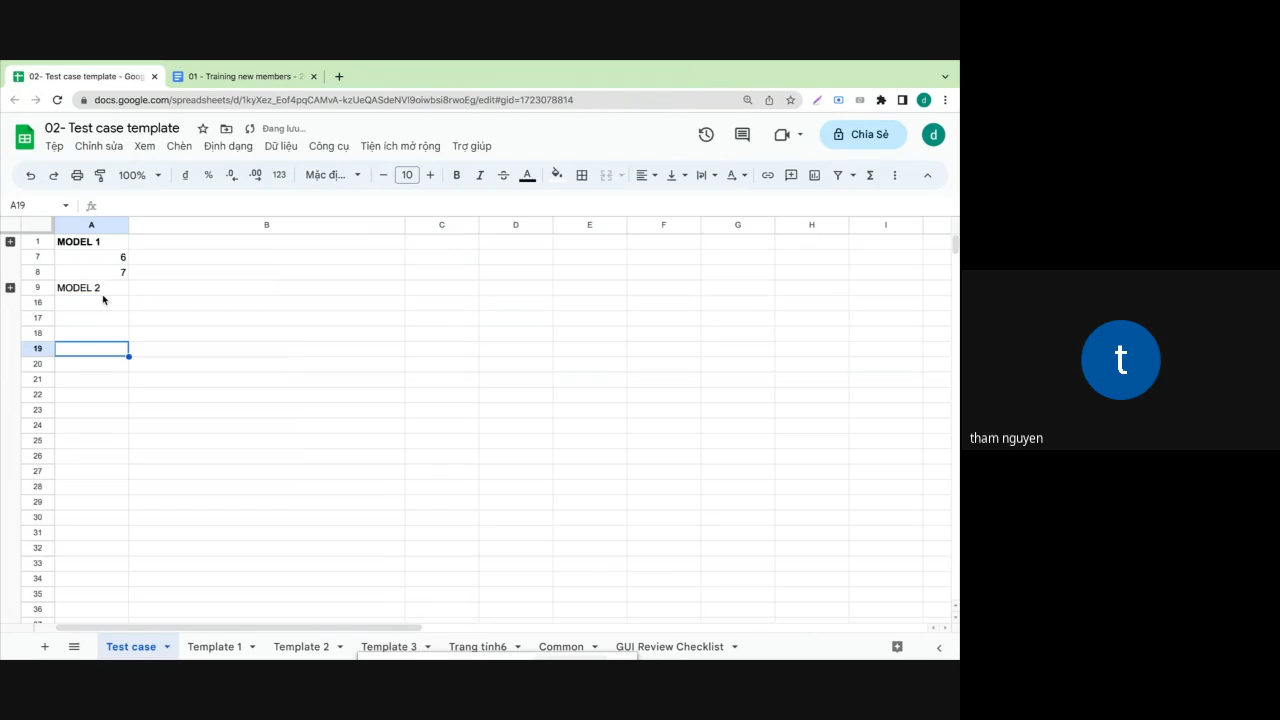 02- Test case template - Goog
01 - Training new members - 2
docs.google.com/spreadsheets/d/1kyXez_Eof4pqCAMvA-kzUeQASdeNVl9oiwbsi8rwoEg/edit#gid=1723078814
d
02- Test case template
Đang lưu...
Chia Sẻ
d
Tệp Chỉnh sửa Xem Chèn Định dạng Dữ liệu Công cụ Tiện ích mở rộng Trợ giúp
100% đ % .0 .00 123 Mặc đị... 10 B I A
A19 fx
A B C D E F G H I
1 MODEL 1
7 6
8 7
9 MODEL 2
16
17
18
19
20
21
22
23
24
25
26
27
28
29
30
31
32
33
34
35
36
Test case Template 1 Template 2 Template 3 Trang tính6 Common GUI Review Checklist
t
tham nguyen